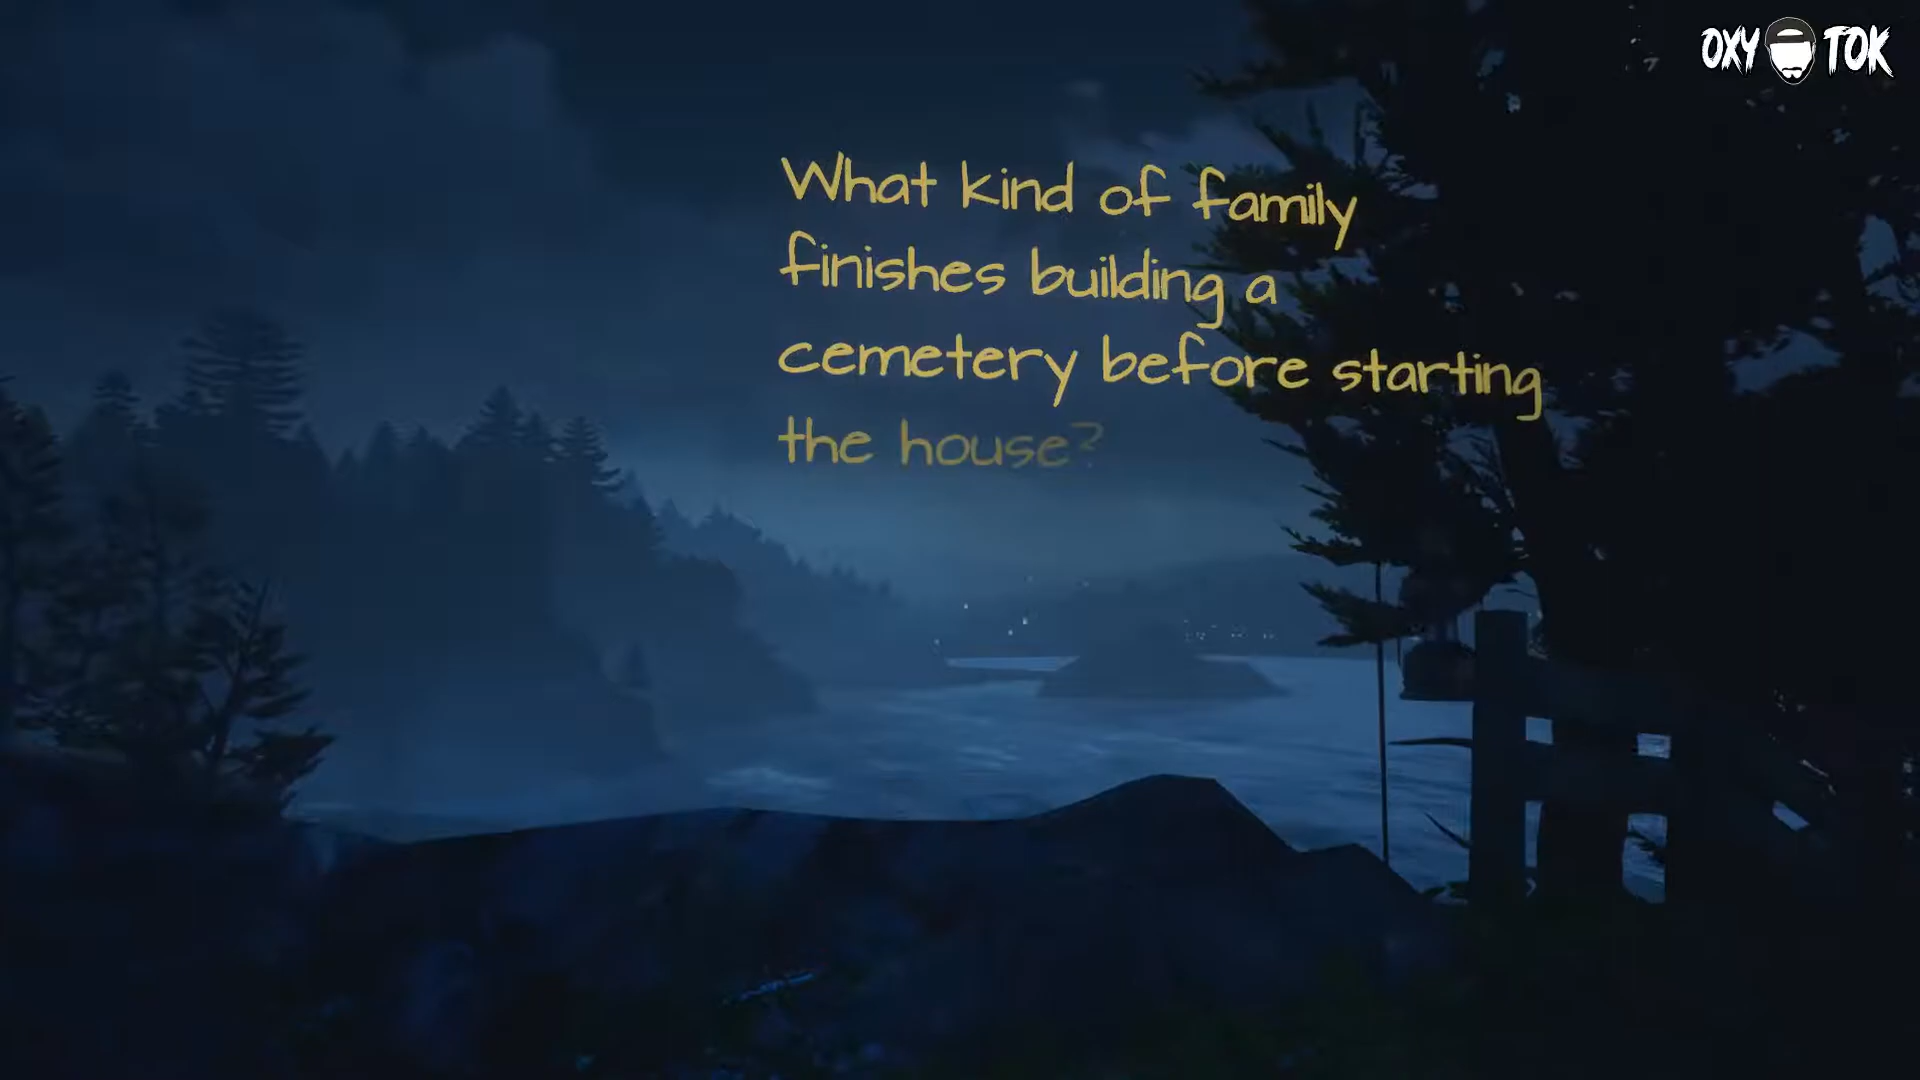 OXY TOK
What kind of family
finishes building a
cemetery before starting
the house?